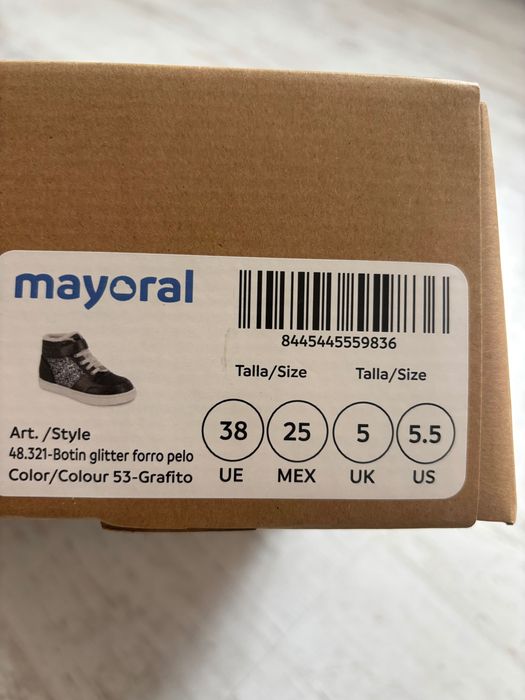 mayoral
8445445559836
Talla/Size Talla/Size
Art. /Style
48.321-Botin glitter forro pelo
Color/Colour 53-Grafito
38 25 5 5.5
UE MEX UK US